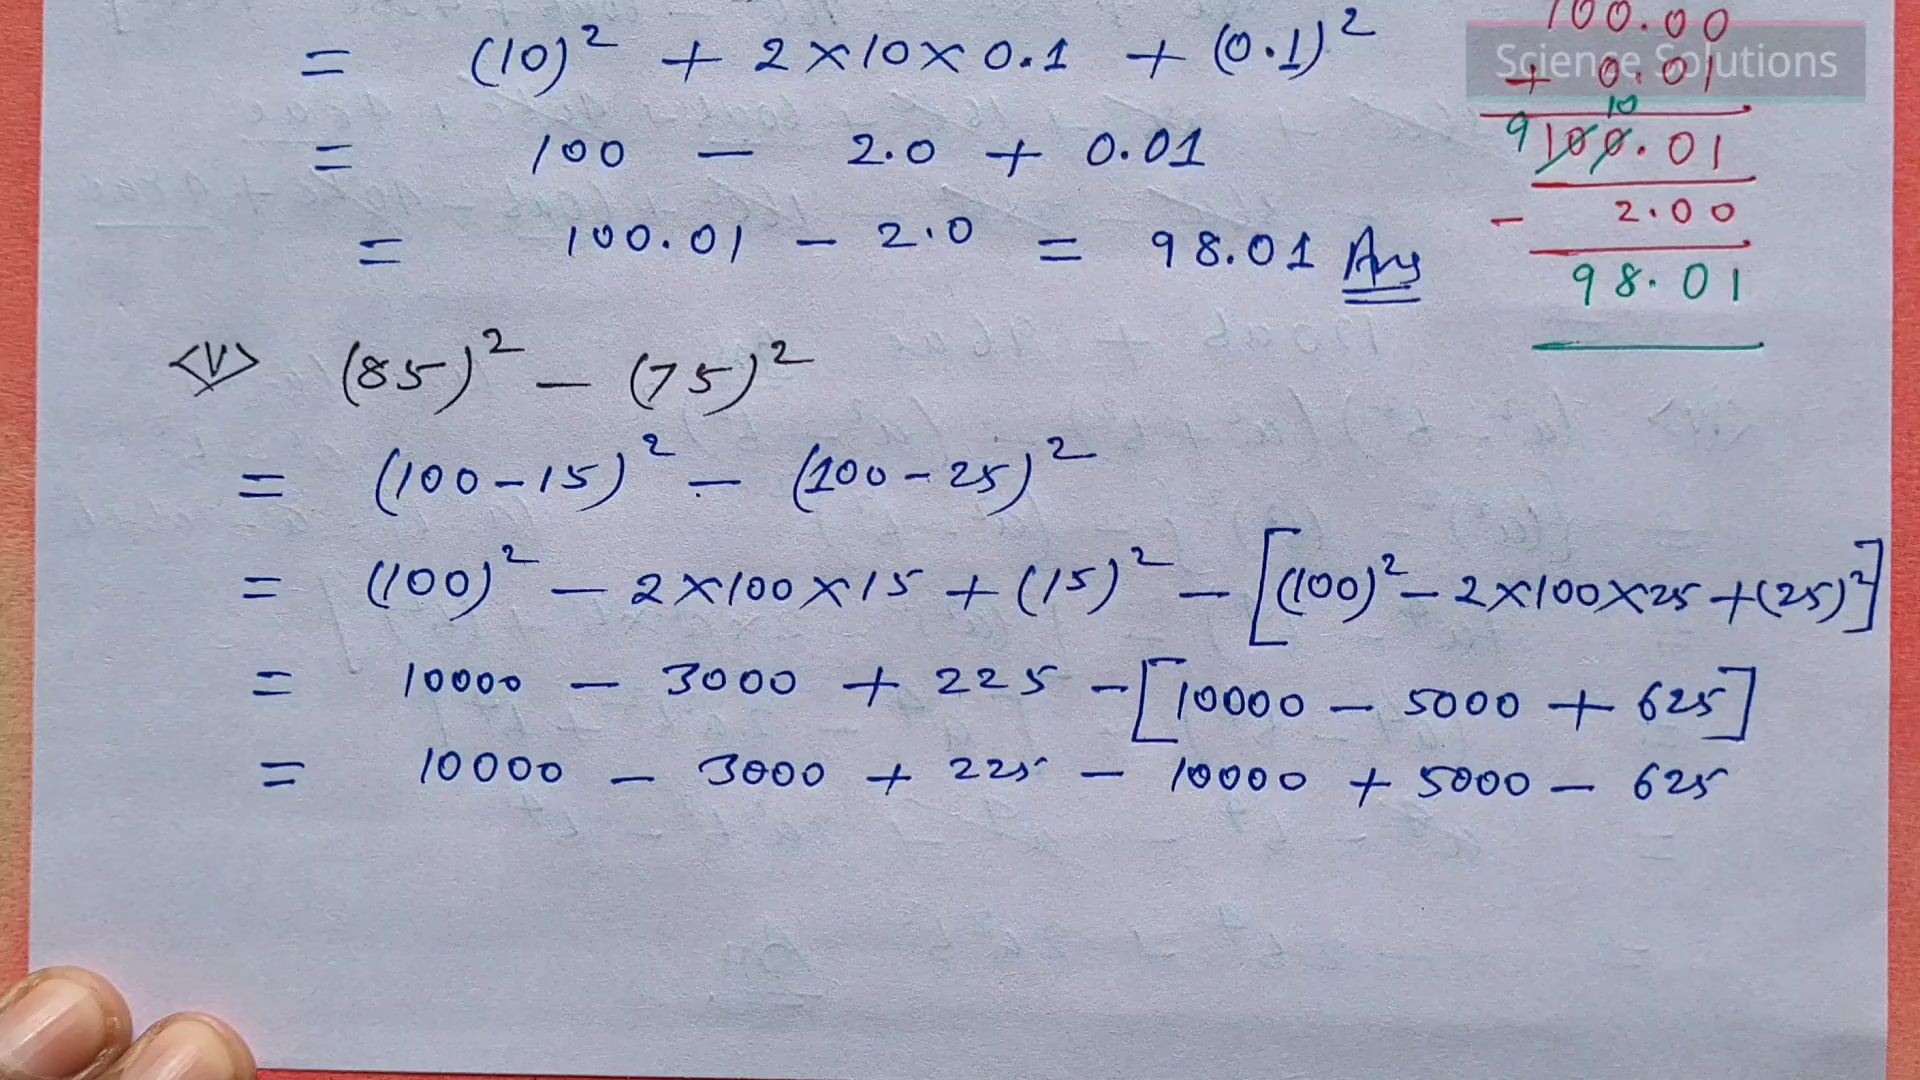 = (10)² + 2×10×0.1 + (0.1)²
= 100 − 2.0 + 0.01
= 100.01 − 2.0 = 98.01 Ans
100.00
Science Solutions
+ 0.01
9 10
100.01
− 2.00
98.01
<V> (85)² − (75)²
= (100−15)² − (100−25)²
= (100)² − 2×100×15 + (15)² − [(100)² − 2×100×25 + (25)²]
= 10000 − 3000 + 225 − [10000 − 5000 + 625]
= 10000 − 3000 + 225 − 10000 + 5000 − 625